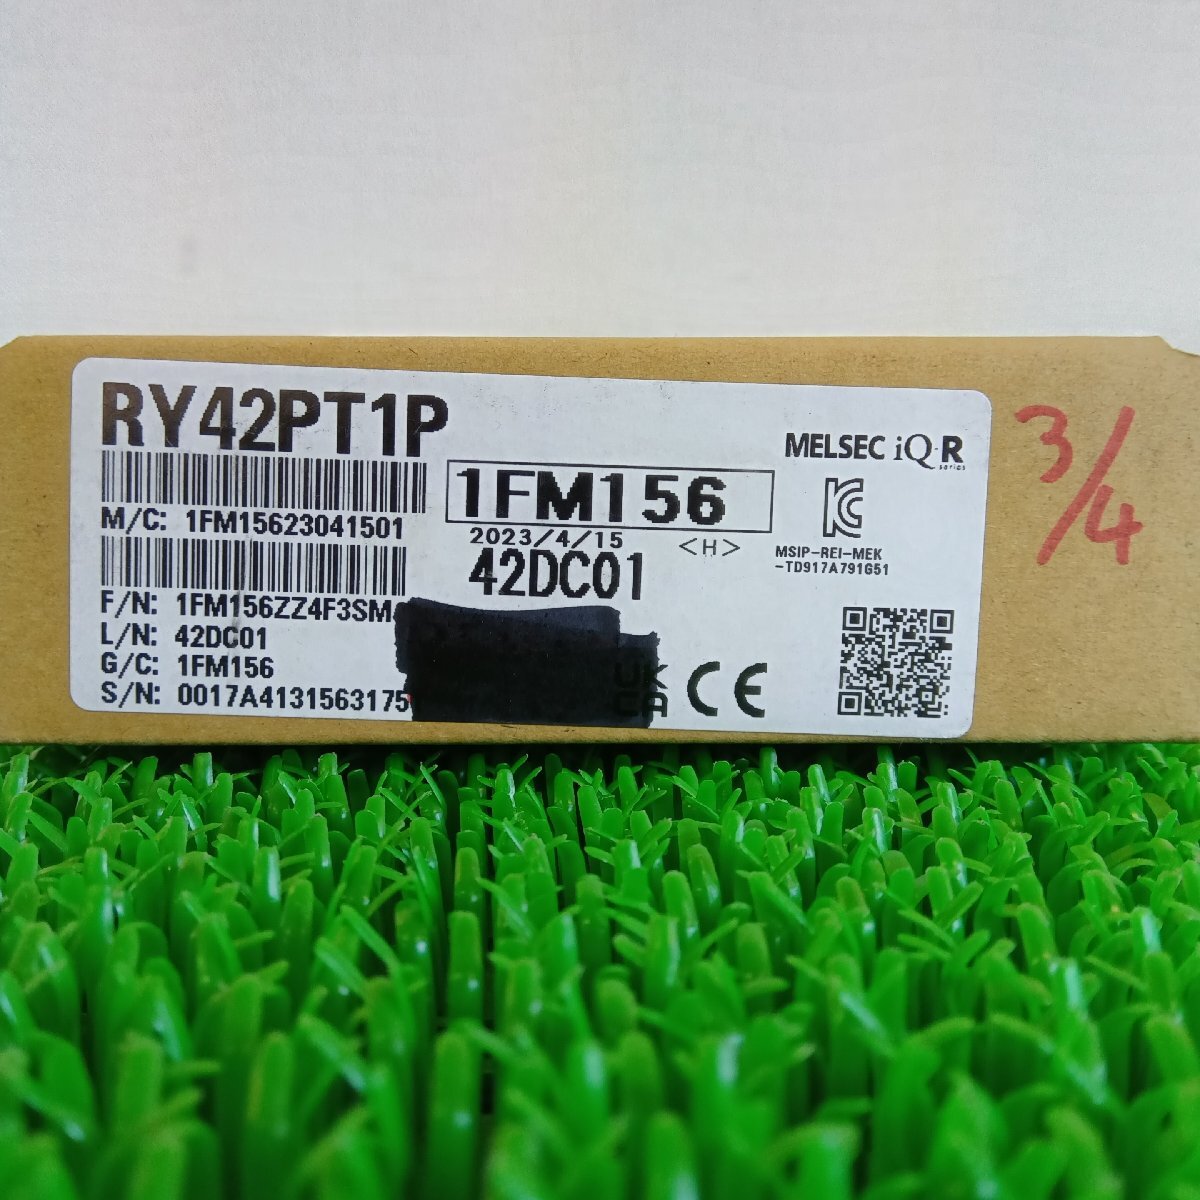 RY42PT1P
MELSEC iQ-R
series
1FM156
M/C: 1FM15623041501
2023/4/15
<H>
42DC01
MSIP-REI-MEK
-TD917A791G51
F/N: 1FM156ZZ4F3SM
L/N: 42DC01
G/C: 1FM156
S/N: 0017A4131563175
UK
CA
CE
3/4